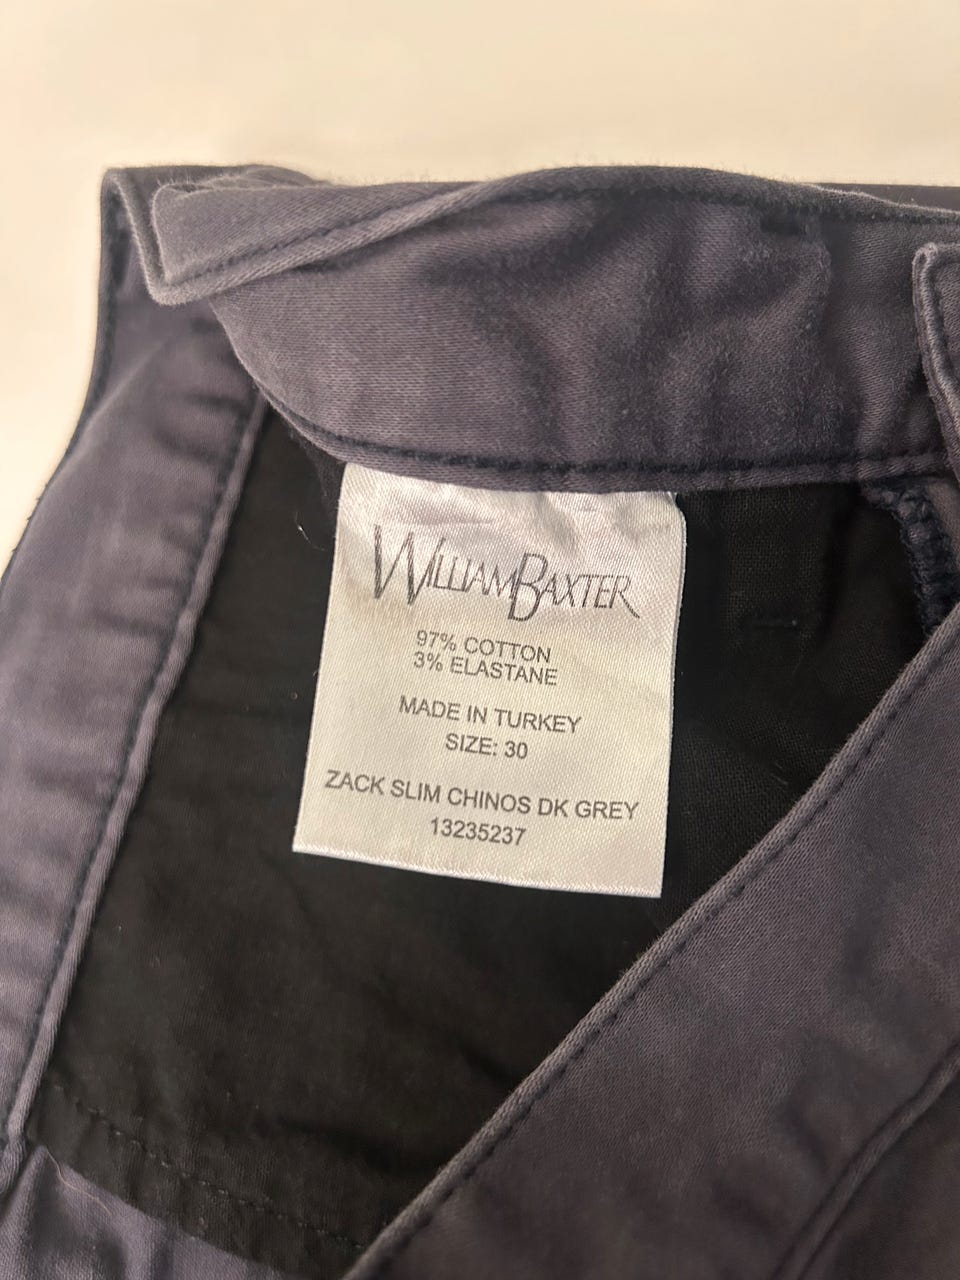 WILLIAMBAXTER
97% COTTON
3% ELASTANE
MADE IN TURKEY
SIZE: 30
ZACK SLIM CHINOS DK GREY
13235237